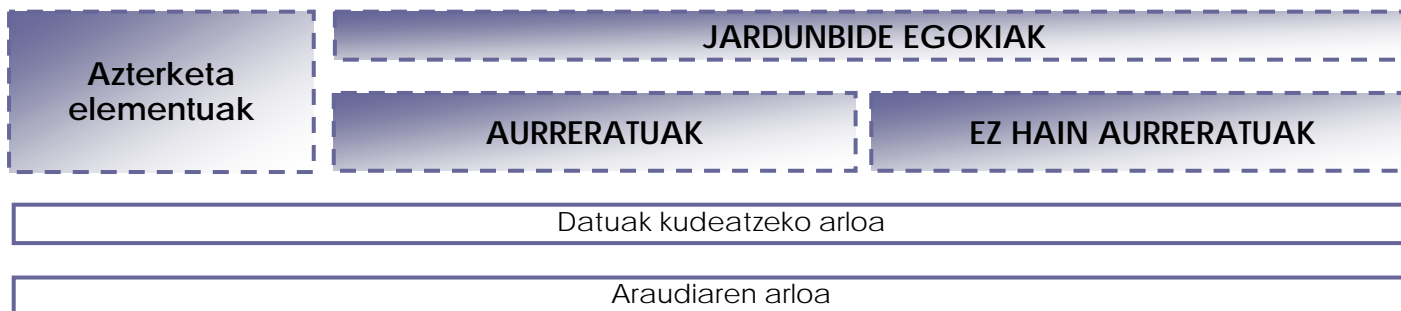 JARDUNBIDE EGOKIAK
Azterketa
elementuak
AURRERATUAK
EZ HAIN AURRERATUAK
Datuak kudeatzeko arloa
Araudiaren arloa